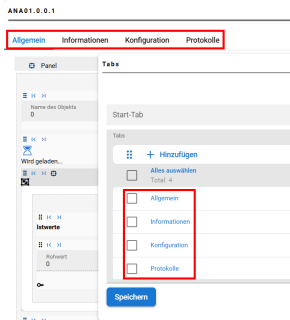 ANA01.0.0.1
Allgemein Informationen Konfiguration Protokolle
Panel
Tabs
Name des Objekts
0
Start-Tab
Tabs
Wird geladen...
Hinzufügen
Alles auswählen
Total: 4
Allgemein
Istwerte
Informationen
Rohwert
0
Konfiguration
Protokolle
Speichern